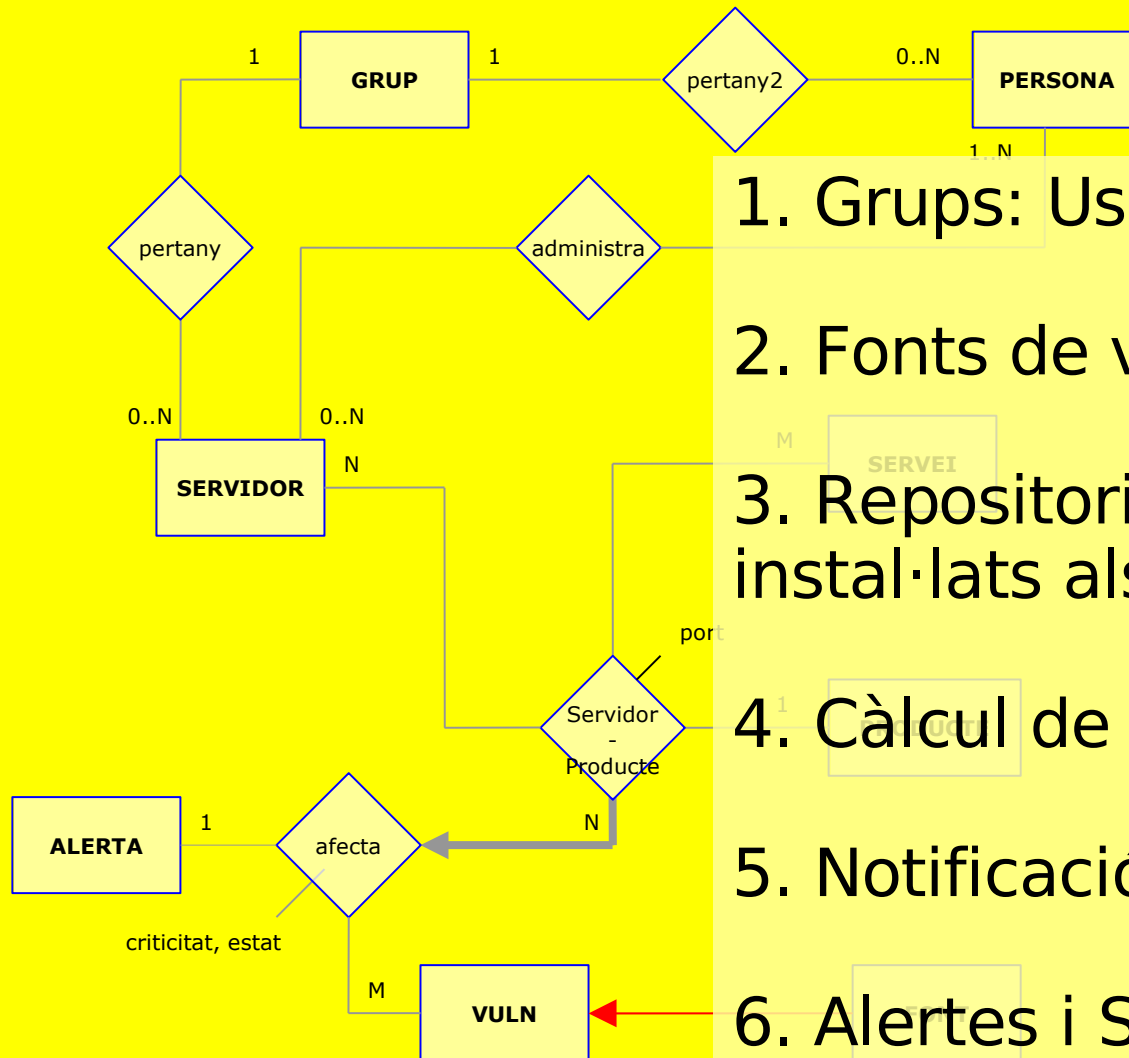 1
GRUP
1
pertany2
0..N
PERSONA
1..N
pertany
administra
1. Grups: Us
2. Fonts de v
0..N
0..N
SERVIDOR
N
M
SERVEI
3. Repositori
instal·lats als
port
Servidor
-
Producte
1
PRODUCTE
4. Càlcul de
ALERTA
1
afecta
N
5. Notificació
criticitat, estat
M
VULN
FONT
6. Alertes i S